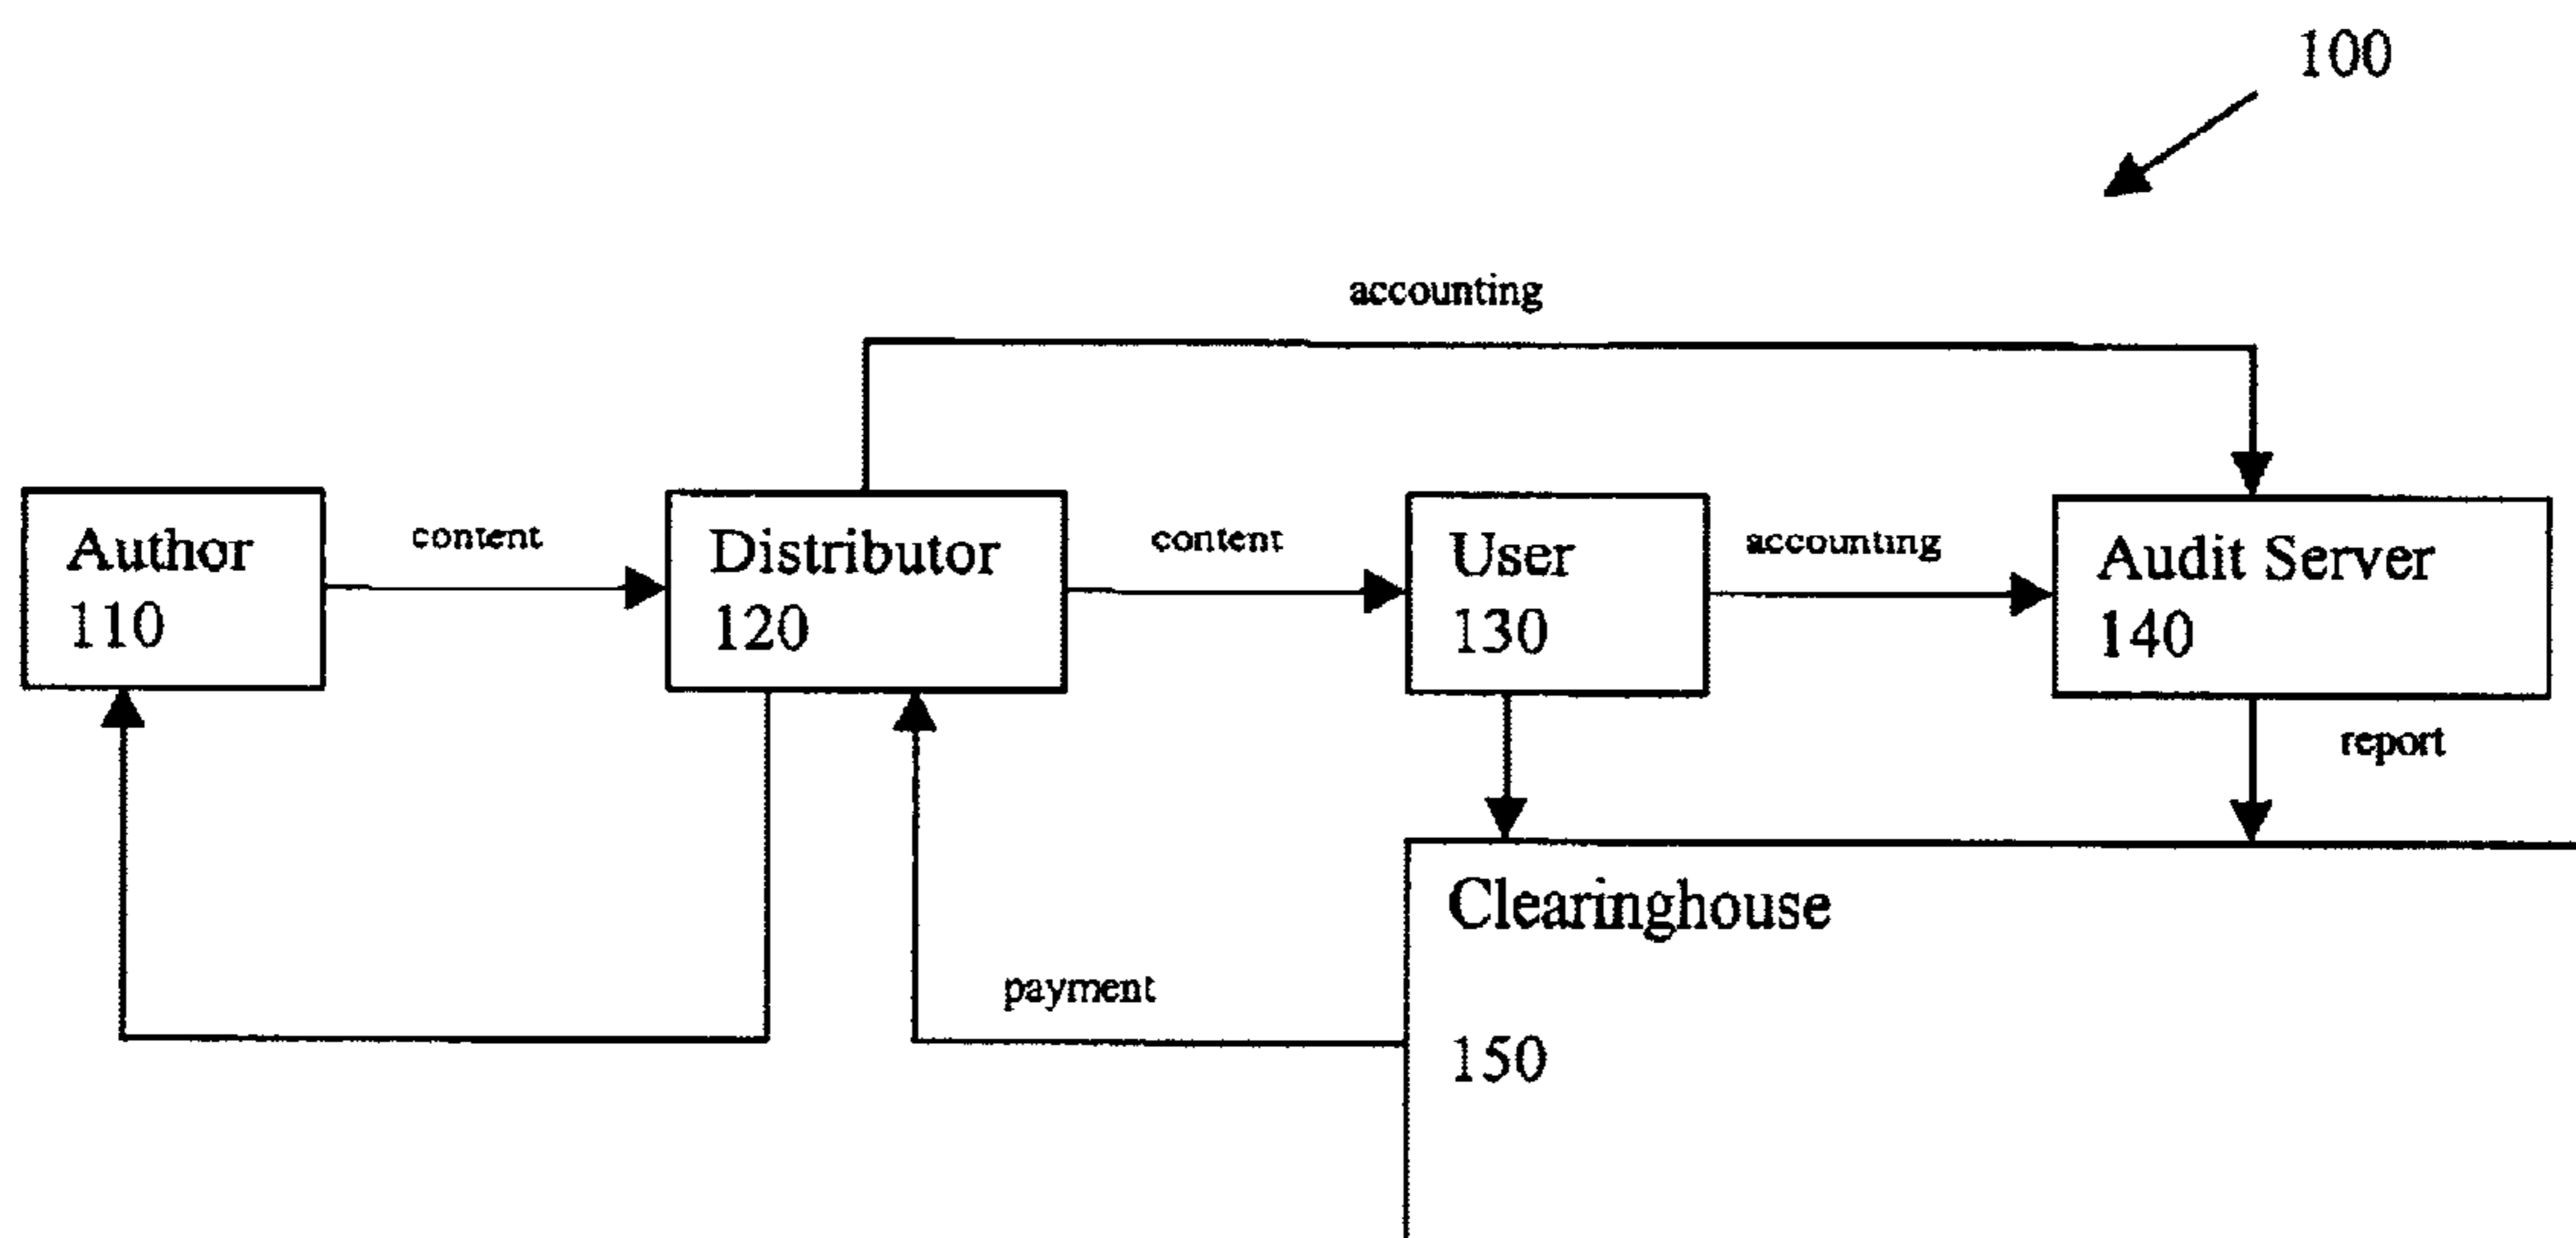 100
accounting
Author
110
content
Distributor
120
content
User
130
accounting
Audit Server
140
report
Clearinghouse
150
payment